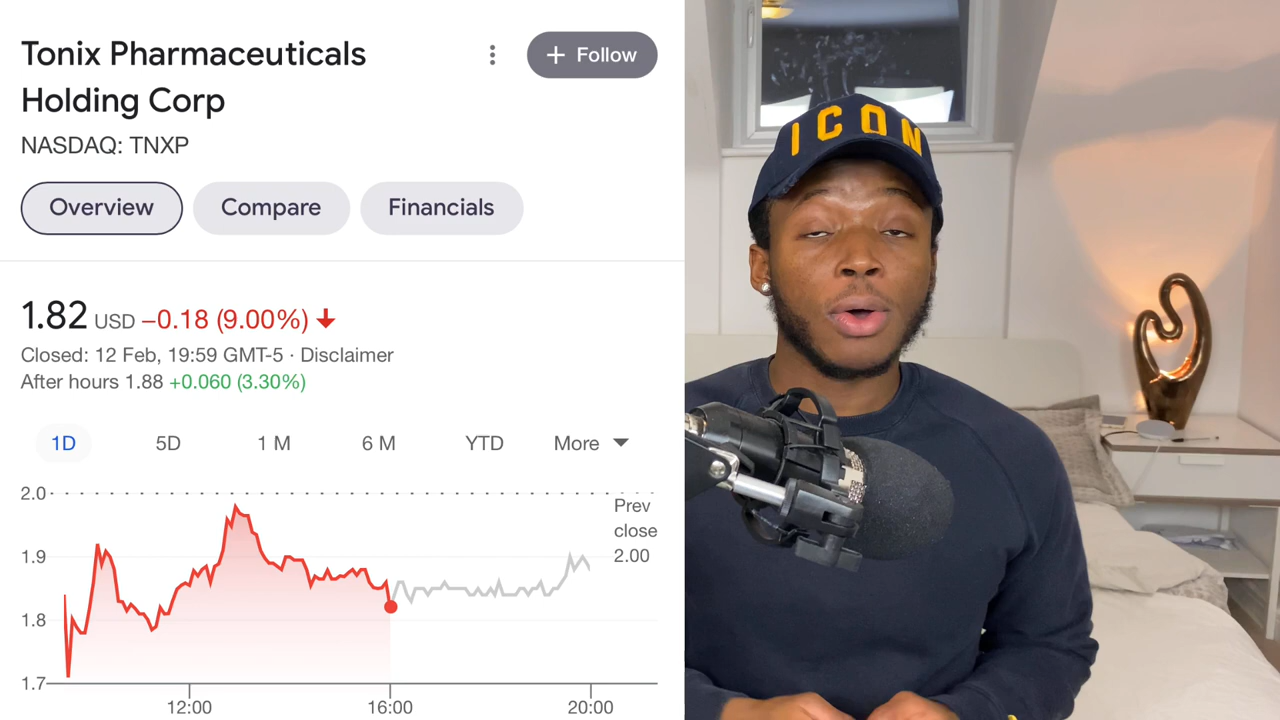 Tonix Pharmaceuticals
Holding Corp
+ Follow
NASDAQ: TNXP
Overview
Compare
Financials
1.82 USD −0.18 (9.00%)
Closed: 12 Feb, 19:59 GMT-5 · Disclaimer
After hours 1.88 +0.060 (3.30%)
1D 5D 1 M 6 M YTD More
2.0
Prev
close
2.00
1.9
1.8
1.7
12:00 16:00 20:00
ICON